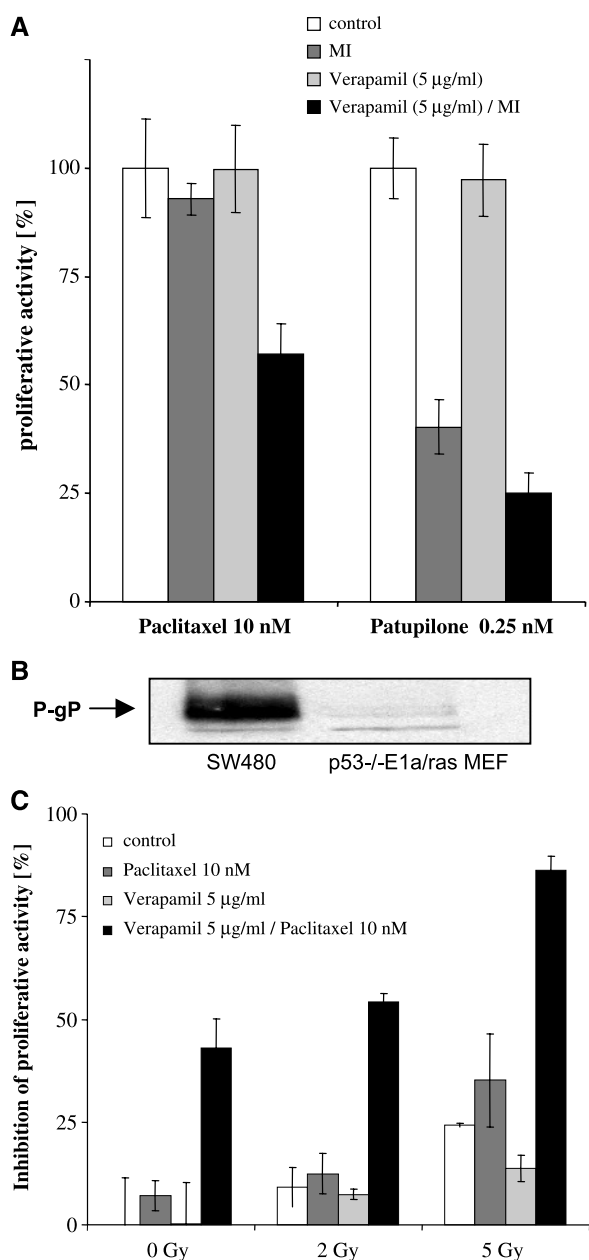 A
control
MI
Verapamil (5 µg/ml)
Verapamil (5 µg/ml) / MI
proliferative activity [%]
100
75
50
25
0
Paclitaxel 10 nM
Patupilone 0.25 nM
B
P-gP
SW480
p53-/-E1a/ras MEF
C
control
Paclitaxel 10 nM
Verapamil 5 µg/ml
Verapamil 5 µg/ml / Paclitaxel 10 nM
Inhibition of proliferative activity [%]
100
75
50
25
0
0 Gy
2 Gy
5 Gy